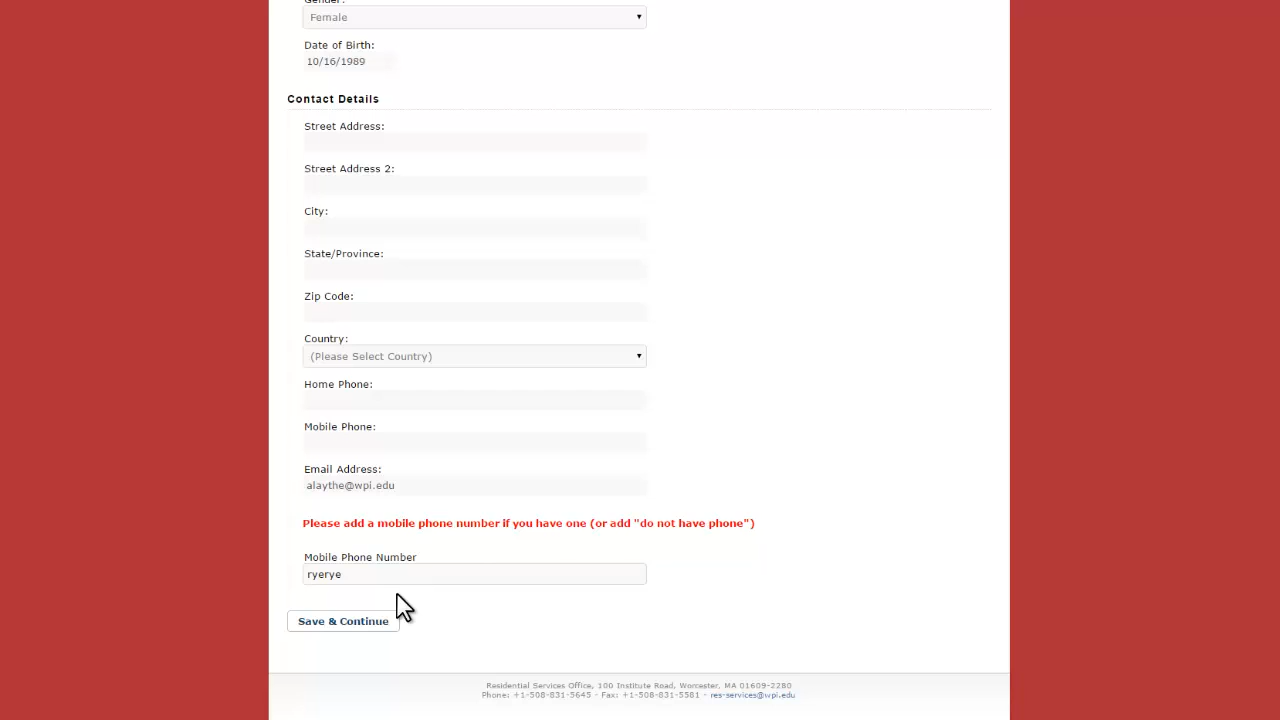 Gender:
Female
Date of Birth:
10/16/1989
Contact Details
Street Address:
Street Address 2:
City:
State/Province:
Zip Code:
Country:
(Please Select Country)
Home Phone:
Mobile Phone:
Email Address:
alaythe@wpi.edu
Please add a mobile phone number if you have one (or add "do not have phone")
Mobile Phone Number
ryerye
Save & Continue
Residential Services Office, 100 Institute Road, Worcester, MA 01609-2280
Phone: +1-508-831-5645 - Fax: +1-508-831-5581 - res-services@wpi.edu